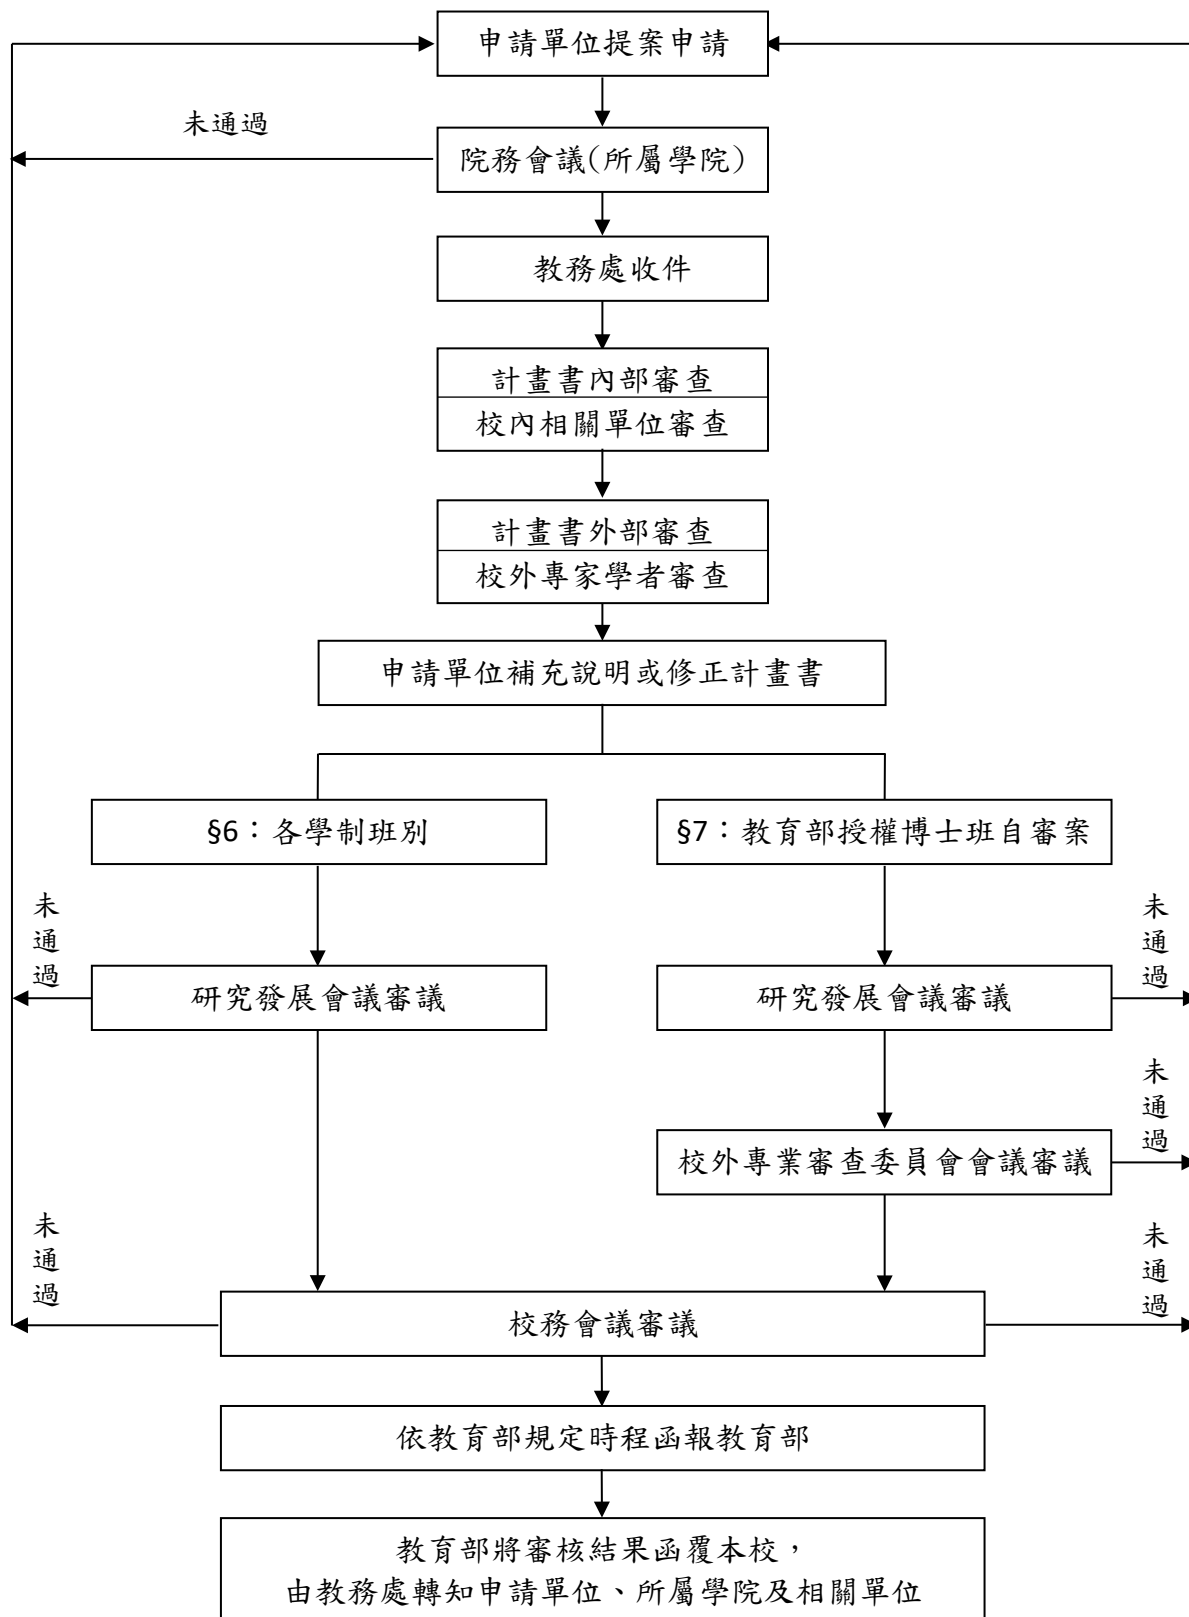 申請單位提案申請
未通過
院務會議(所屬學院)
教務處收件
計畫書內部審查
校內相關單位審查
計畫書外部審查
校外專家學者審查
申請單位補充說明或修正計畫書
§6：各學制班別
§7：教育部授權博士班自審案
未
通
過
未
通
過
研究發展會議審議
研究發展會議審議
未
通
過
校外專業審查委員會會議審議
未
通
過
未
通
過
校務會議審議
依教育部規定時程函報教育部
教育部將審核結果函覆本校，
由教務處轉知申請單位、所屬學院及相關單位